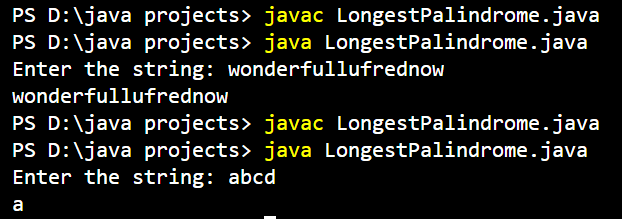 PS D:\java projects> javac LongestPalindrome.java
PS D:\java projects> java LongestPalindrome.java
Enter the string: wonderfullufrednow
wonderfullufrednow
PS D:\java projects> javac LongestPalindrome.java
PS D:\java projects> java LongestPalindrome.java
Enter the string: abcd
a